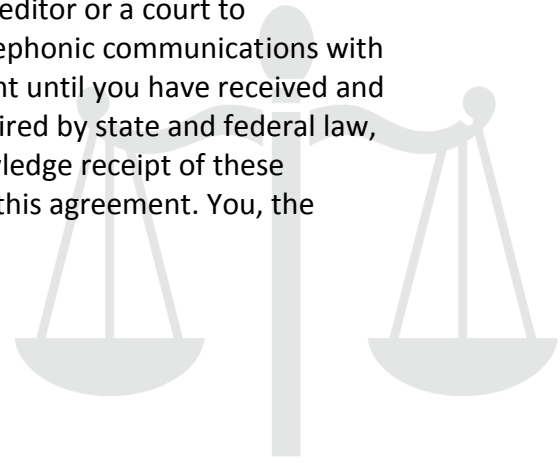 editor or a court to
ephonic communications with
nt until you have received and
ired by state and federal law,
wledge receipt of these
this agreement. You, the